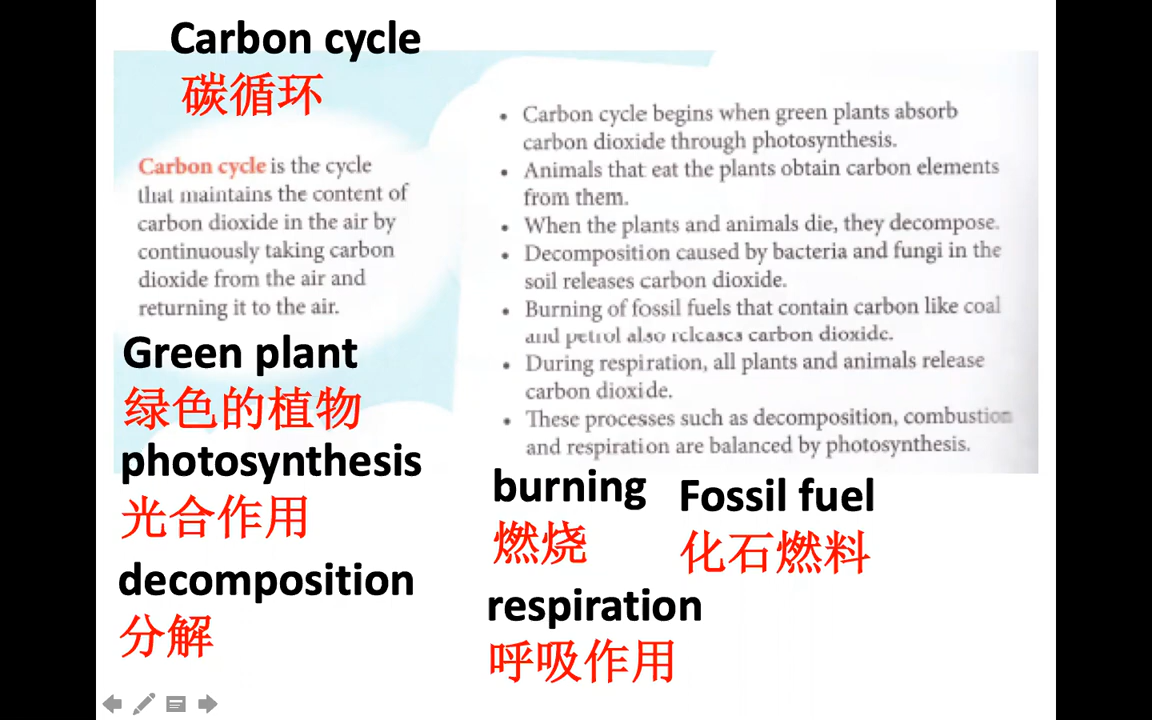 Carbon cycle
碳循环
Carbon cycle is the cycle
that maintains the content of
carbon dioxide in the air by
continuously taking carbon
dioxide from the air and
returning it to the air.
• Carbon cycle begins when green plants absorb
carbon dioxide through photosynthesis.
• Animals that eat the plants obtain carbon elements
from them.
• When the plants and animals die, they decompose.
• Decomposition caused by bacteria and fungi in the
soil releases carbon dioxide.
• Burning of fossil fuels that contain carbon like coal
and petrol also releases carbon dioxide.
• During respiration, all plants and animals release
carbon dioxide.
• These processes such as decomposition, combustion
and respiration are balanced by photosynthesis.
Green plant
绿色的植物
photosynthesis
光合作用
decomposition
分解
burning
燃烧
Fossil fuel
化石燃料
respiration
呼吸作用